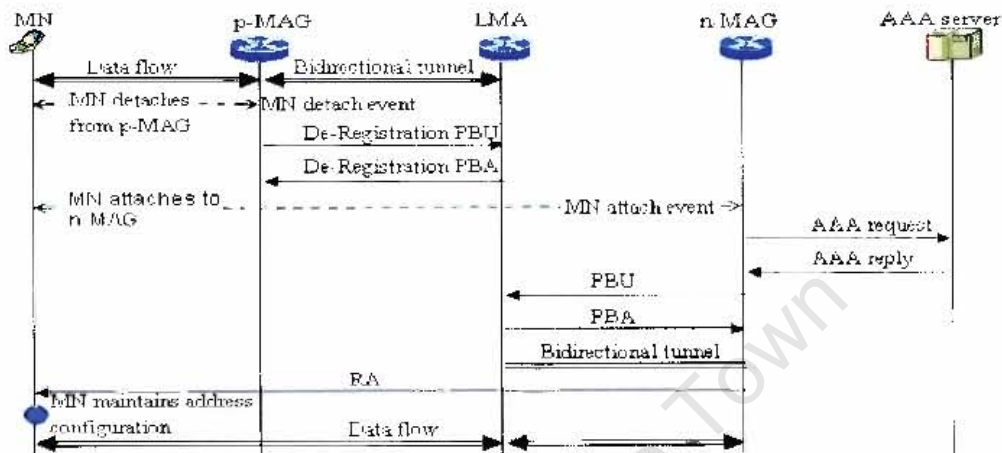 MN
p-MAG
LMA
n MAG
AAA server
Data flow
Bidirectional tunnel
MN detaches
from p-MAG
MN detach event
De-Registration PBU
De-Registration PBA
MN attaches to
n MAG
MN attach event
AAA request
AAA reply
PBU
PBA
Bidirectional tunnel
RA
MN maintains address
configuration
Data flow
Town